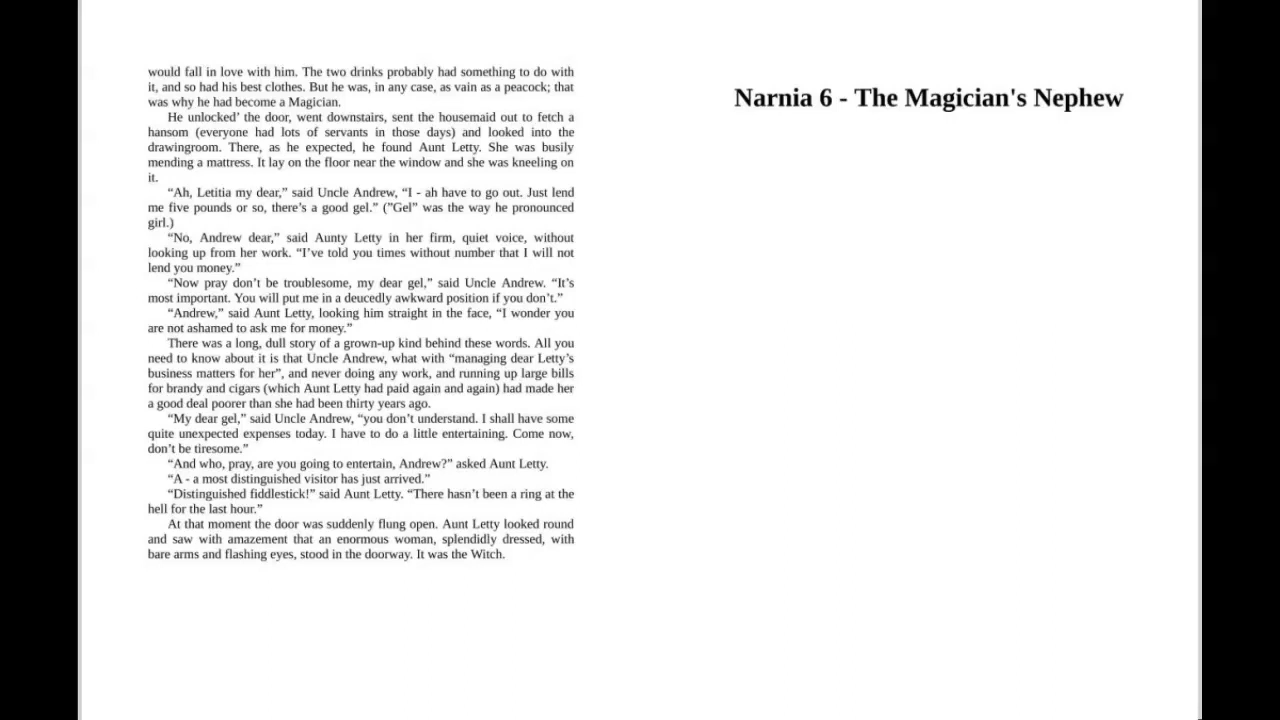 would fall in love with him. The two drinks probably had something to do with
it, and so had his best clothes. But he was, in any case, as vain as a peacock; that
was why he had become a Magician.
He unlocked’ the door, went downstairs, sent the housemaid out to fetch a
hansom (everyone had lots of servants in those days) and looked into the
drawingroom. There, as he expected, he found Aunt Letty. She was busily
mending a mattress. It lay on the floor near the window and she was kneeling on
it.
“Ah, Letitia my dear,” said Uncle Andrew, “I - ah have to go out. Just lend
me five pounds or so, there’s a good gel.” (”Gel” was the way he pronounced
girl.)
“No, Andrew dear,” said Aunty Letty in her firm, quiet voice, without
looking up from her work. “I’ve told you times without number that I will not
lend you money.”
“Now pray don’t be troublesome, my dear gel,” said Uncle Andrew. “It’s
most important. You will put me in a deucedly awkward position if you don’t.”
“Andrew,” said Aunt Letty, looking him straight in the face, “I wonder you
are not ashamed to ask me for money.”
There was a long, dull story of a grown-up kind behind these words. All you
need to know about it is that Uncle Andrew, what with “managing dear Letty’s
business matters for her”, and never doing any work, and running up large bills
for brandy and cigars (which Aunt Letty had paid again and again) had made her
a good deal poorer than she had been thirty years ago.
“My dear gel,” said Uncle Andrew, “you don’t understand. I shall have some
quite unexpected expenses today. I have to do a little entertaining. Come now,
don’t be tiresome.”
“And who, pray, are you going to entertain, Andrew?” asked Aunt Letty.
“A - a most distinguished visitor has just arrived.”
“Distinguished fiddlestick!” said Aunt Letty. “There hasn’t been a ring at the
hell for the last hour.”
At that moment the door was suddenly flung open. Aunt Letty looked round
and saw with amazement that an enormous woman, splendidly dressed, with
bare arms and flashing eyes, stood in the doorway. It was the Witch.
Narnia 6 - The Magician's Nephew